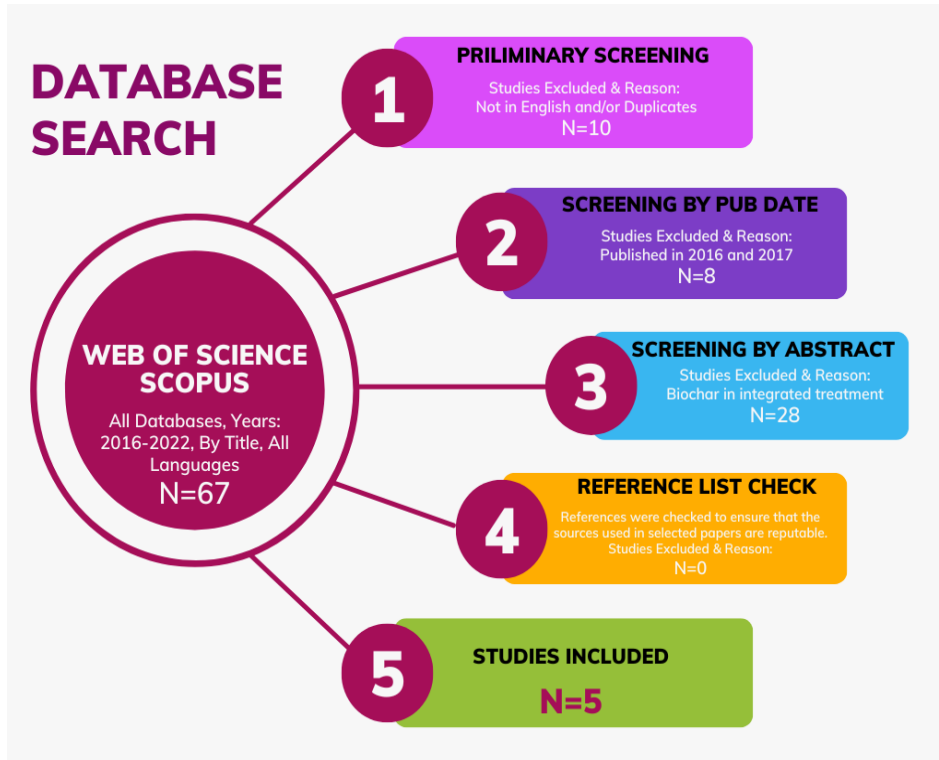 DATABASE
SEARCH
1
PRILIMINARY SCREENING
Studies Excluded & Reason:
Not in English and/or Duplicates
N=10
2
SCREENING BY PUB DATE
Studies Excluded & Reason:
Published in 2016 and 2017
N=8
WEB OF SCIENCE
SCOPUS
All Databases, Years:
2016-2022, By Title, All
Languages
N=67
3
SCREENING BY ABSTRACT
Studies Excluded & Reason:
Biochar in integrated treatment
N=28
4
REFERENCE LIST CHECK
References were checked to ensure that the
sources used in selected papers are reputable.
Studies Excluded & Reason:
N=0
5
STUDIES INCLUDED
N=5